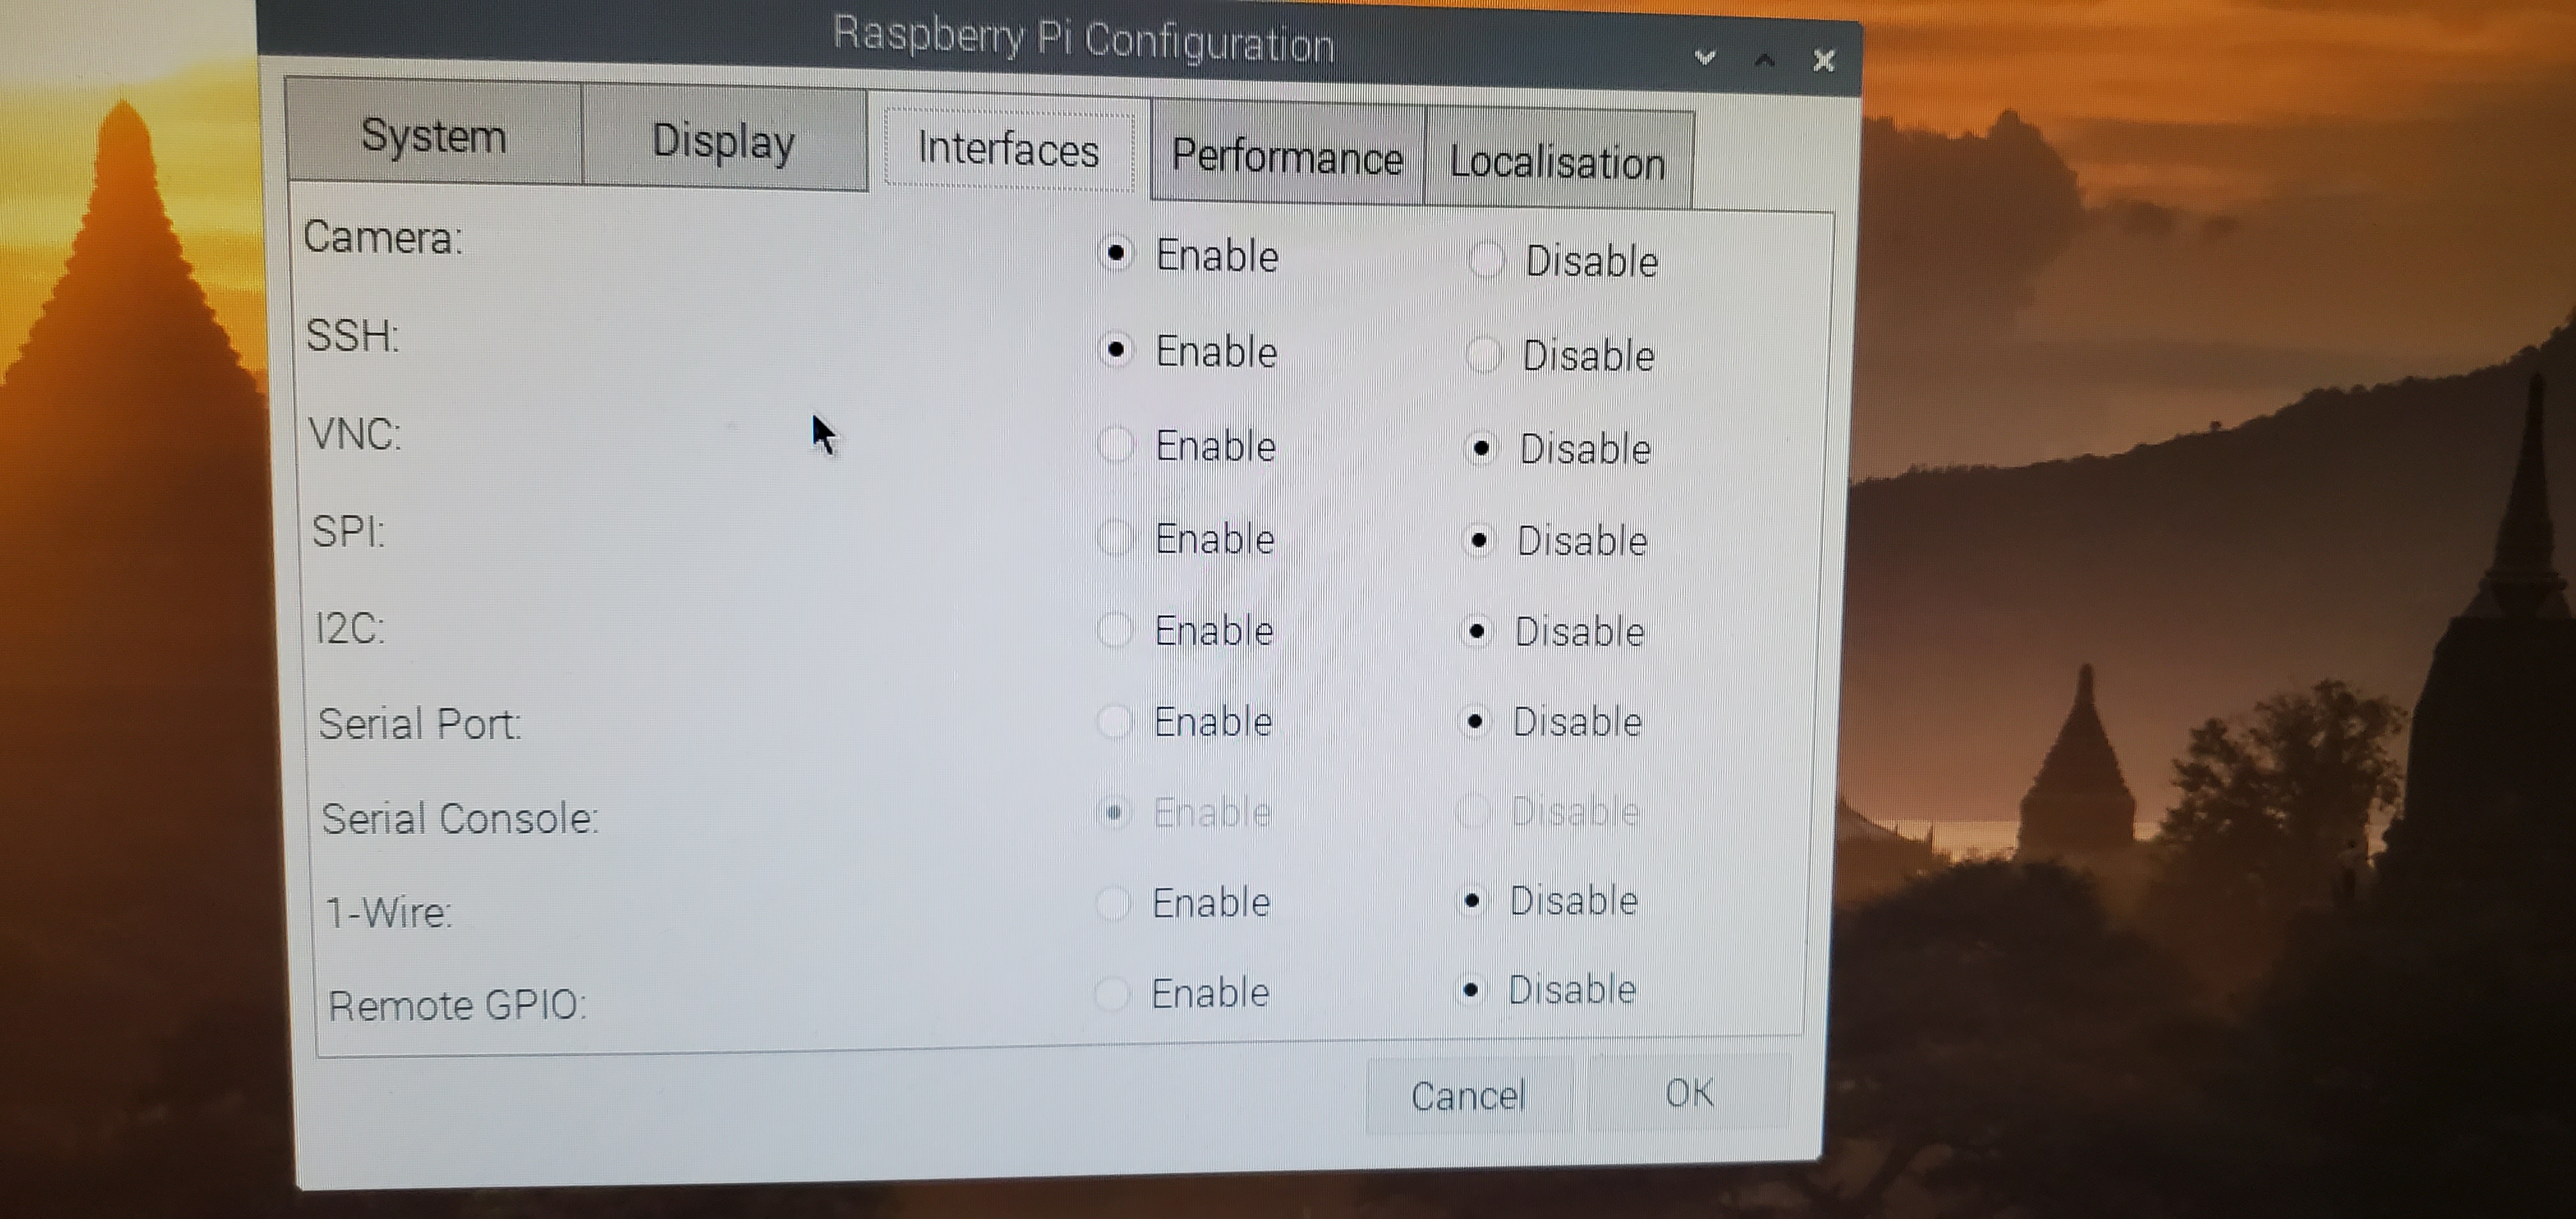 Raspberry Pi Configuration
System Display Interfaces Performance Localisation
Camera: Enable Disable
SSH: Enable Disable
VNC: Enable Disable
SPI: Enable Disable
I2C: Enable Disable
Serial Port: Enable Disable
Serial Console: Enable Disable
1-Wire: Enable Disable
Remote GPIO: Enable Disable
Cancel OK